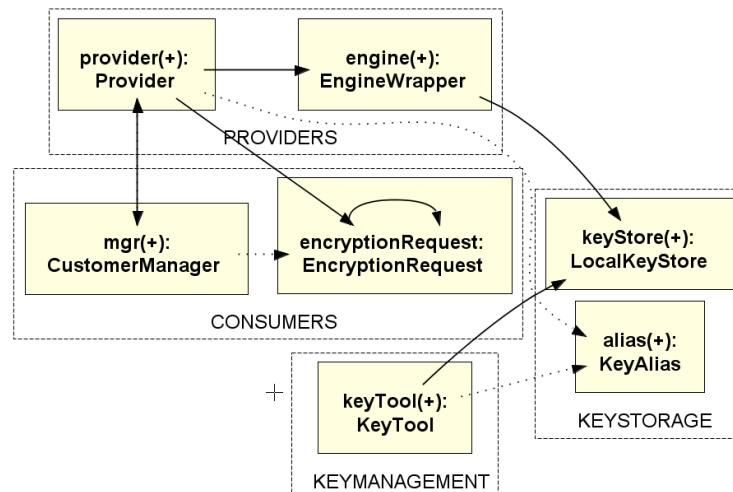 provider(+):
Provider
engine(+):
EngineWrapper
PROVIDERS
mgr(+):
CustomerManager
encryptionRequest:
EncryptionRequest
CONSUMERS
keyStore(+):
LocalKeyStore
alias(+):
KeyAlias
KEYSTORAGE
keyTool(+):
KeyTool
KEYMANAGEMENT